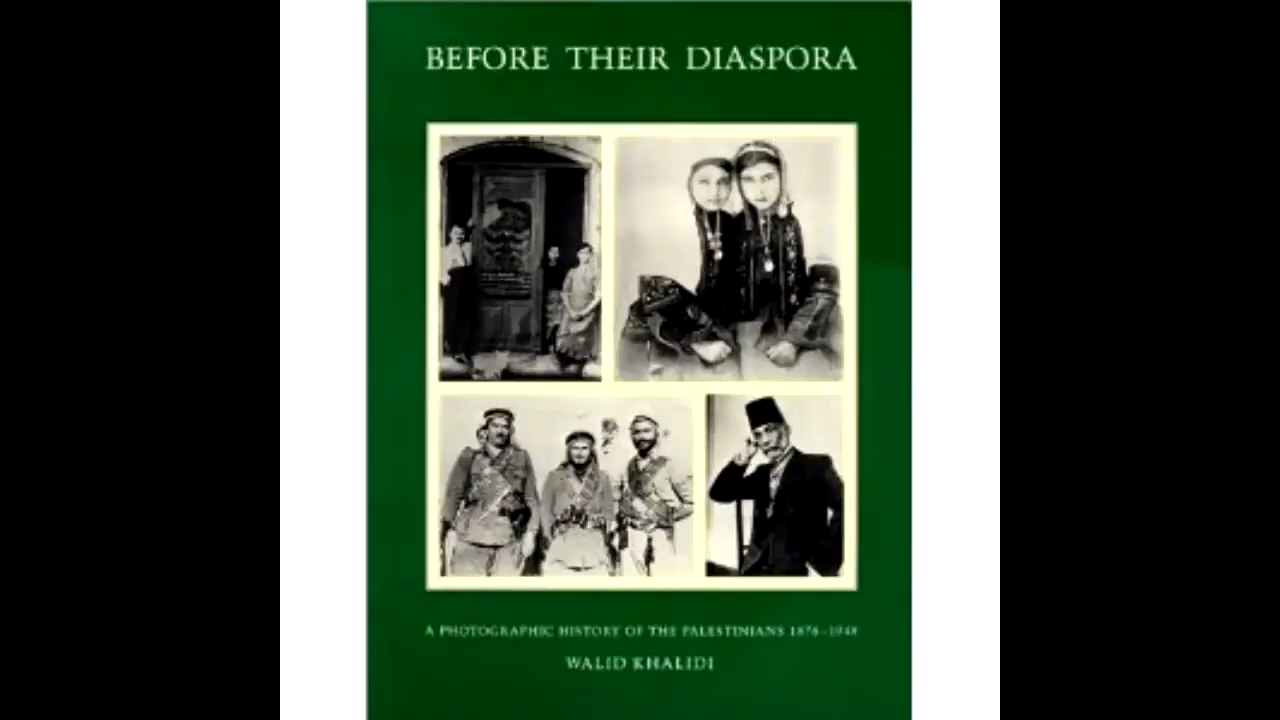 BEFORE THEIR DIASPORA
A PHOTOGRAPHIC HISTORY OF THE PALESTINIANS 1876–1948
WALID KHALIDI